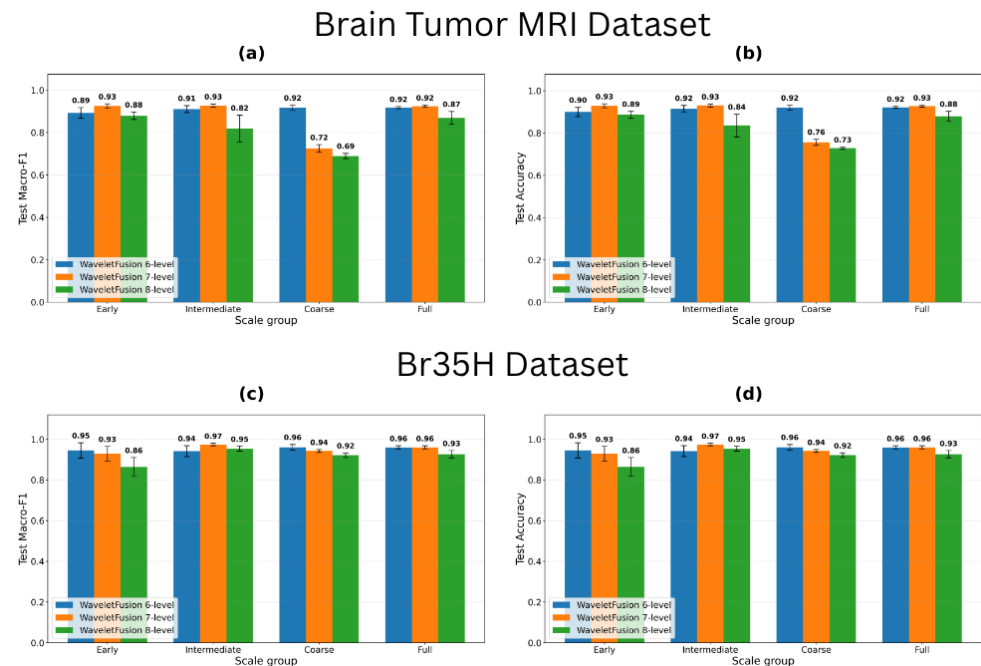 Brain Tumor MRI Dataset
(a)
Test Macro-F1
1.0
0.8
0.6
0.4
0.2
0.0
0.89 0.93 0.88 0.91 0.93 0.82 0.92 0.72 0.69 0.92 0.92 0.87
WaveletFusion 6-level
WaveletFusion 7-level
WaveletFusion 8-level
Early Intermediate Coarse Full
Scale group
(b)
Test Accuracy
1.0
0.8
0.6
0.4
0.2
0.0
0.90 0.93 0.89 0.92 0.93 0.84 0.92 0.76 0.73 0.92 0.93 0.88
WaveletFusion 6-level
WaveletFusion 7-level
WaveletFusion 8-level
Early Intermediate Coarse Full
Scale group
Br35H Dataset
(c)
Test Macro-F1
1.0
0.8
0.6
0.4
0.2
0.0
0.95 0.93 0.86 0.94 0.97 0.95 0.96 0.94 0.92 0.96 0.96 0.93
WaveletFusion 6-level
WaveletFusion 7-level
WaveletFusion 8-level
Early Intermediate Coarse Full
Scale group
(d)
Test Accuracy
1.0
0.8
0.6
0.4
0.2
0.0
0.95 0.93 0.86 0.94 0.97 0.95 0.96 0.94 0.92 0.96 0.96 0.93
WaveletFusion 6-level
WaveletFusion 7-level
WaveletFusion 8-level
Early Intermediate Coarse Full
Scale group